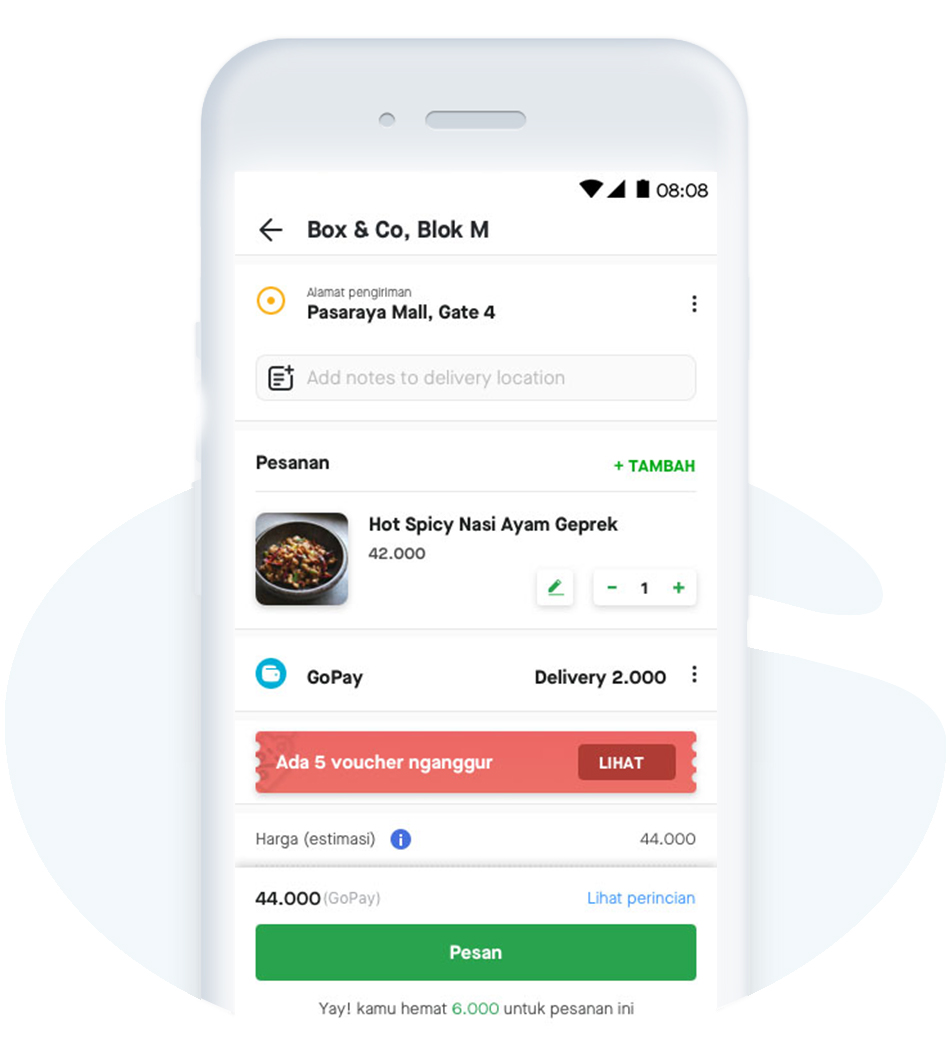 08:08
Box & Co, Blok M
Alamat pengiriman
Pasaraya Mall, Gate 4
Add notes to delivery location
Pesanan
+ TAMBAH
Hot Spicy Nasi Ayam Geprek
42.000
- 1 +
GoPay Delivery 2.000
Ada 5 voucher nganggur LIHAT
Harga (estimasi) i 44.000
44.000 (GoPay) Lihat perincian
Pesan
Yay! kamu hemat 6.000 untuk pesanan ini